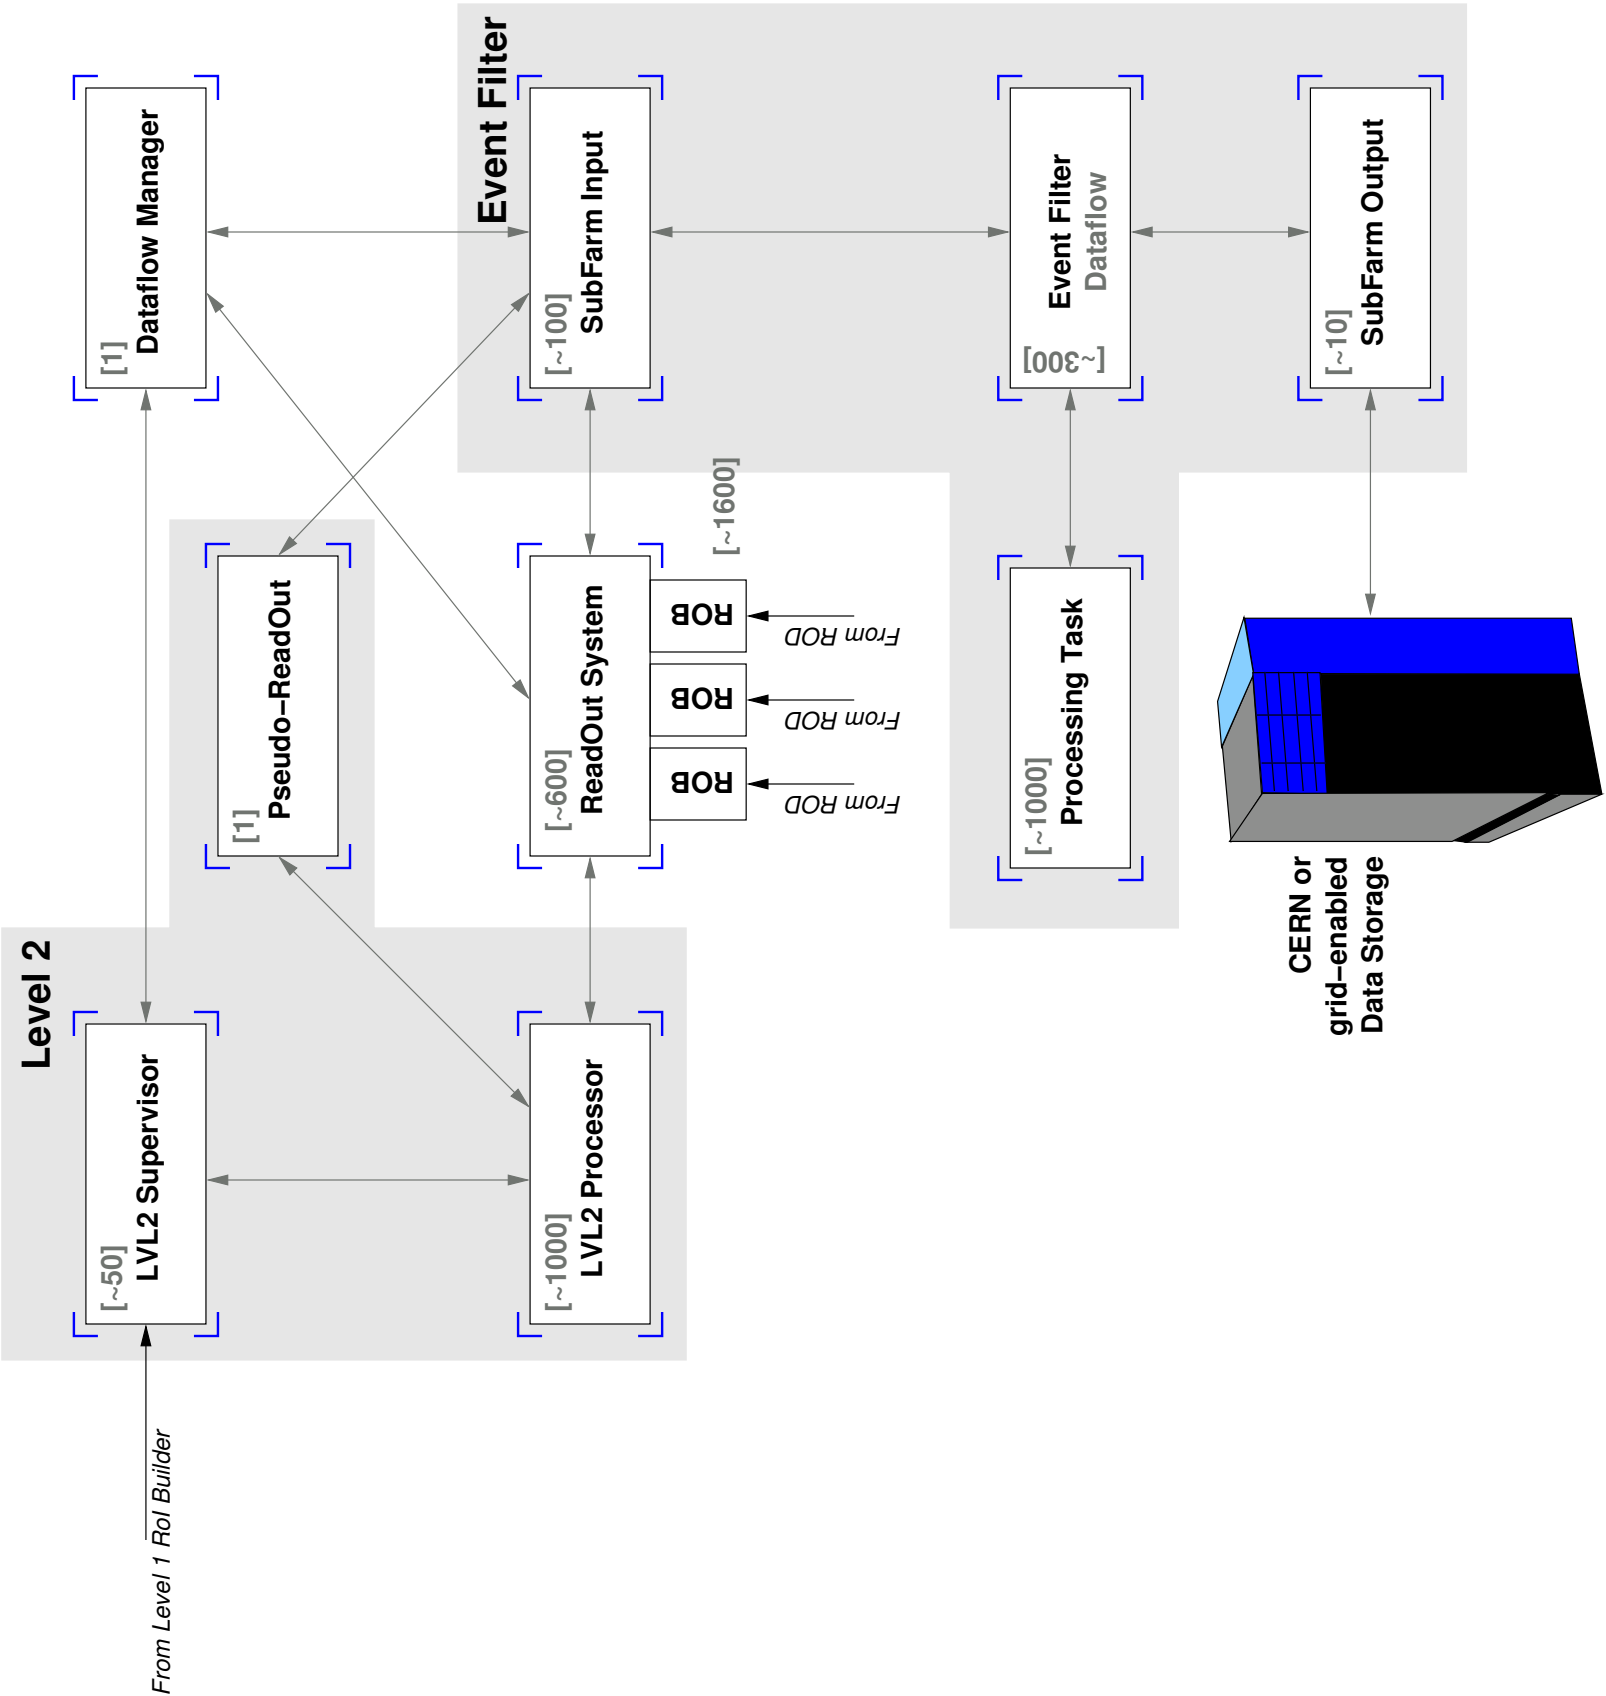 Level 2
Event Filter
From Level 1 RoI Builder
[~50]
LVL2 Supervisor
[1]
Dataflow Manager
[1]
Pseudo–ReadOut
[~1000]
LVL2 Processor
[~600]
ReadOut System
[~100]
SubFarm Input
ROB
ROB
ROB
[~1600]
From ROD
From ROD
From ROD
[~1000]
Processing Task
[~300]
Event Filter
Dataflow
CERN or
grid–enabled
Data Storage
[~10]
SubFarm Output